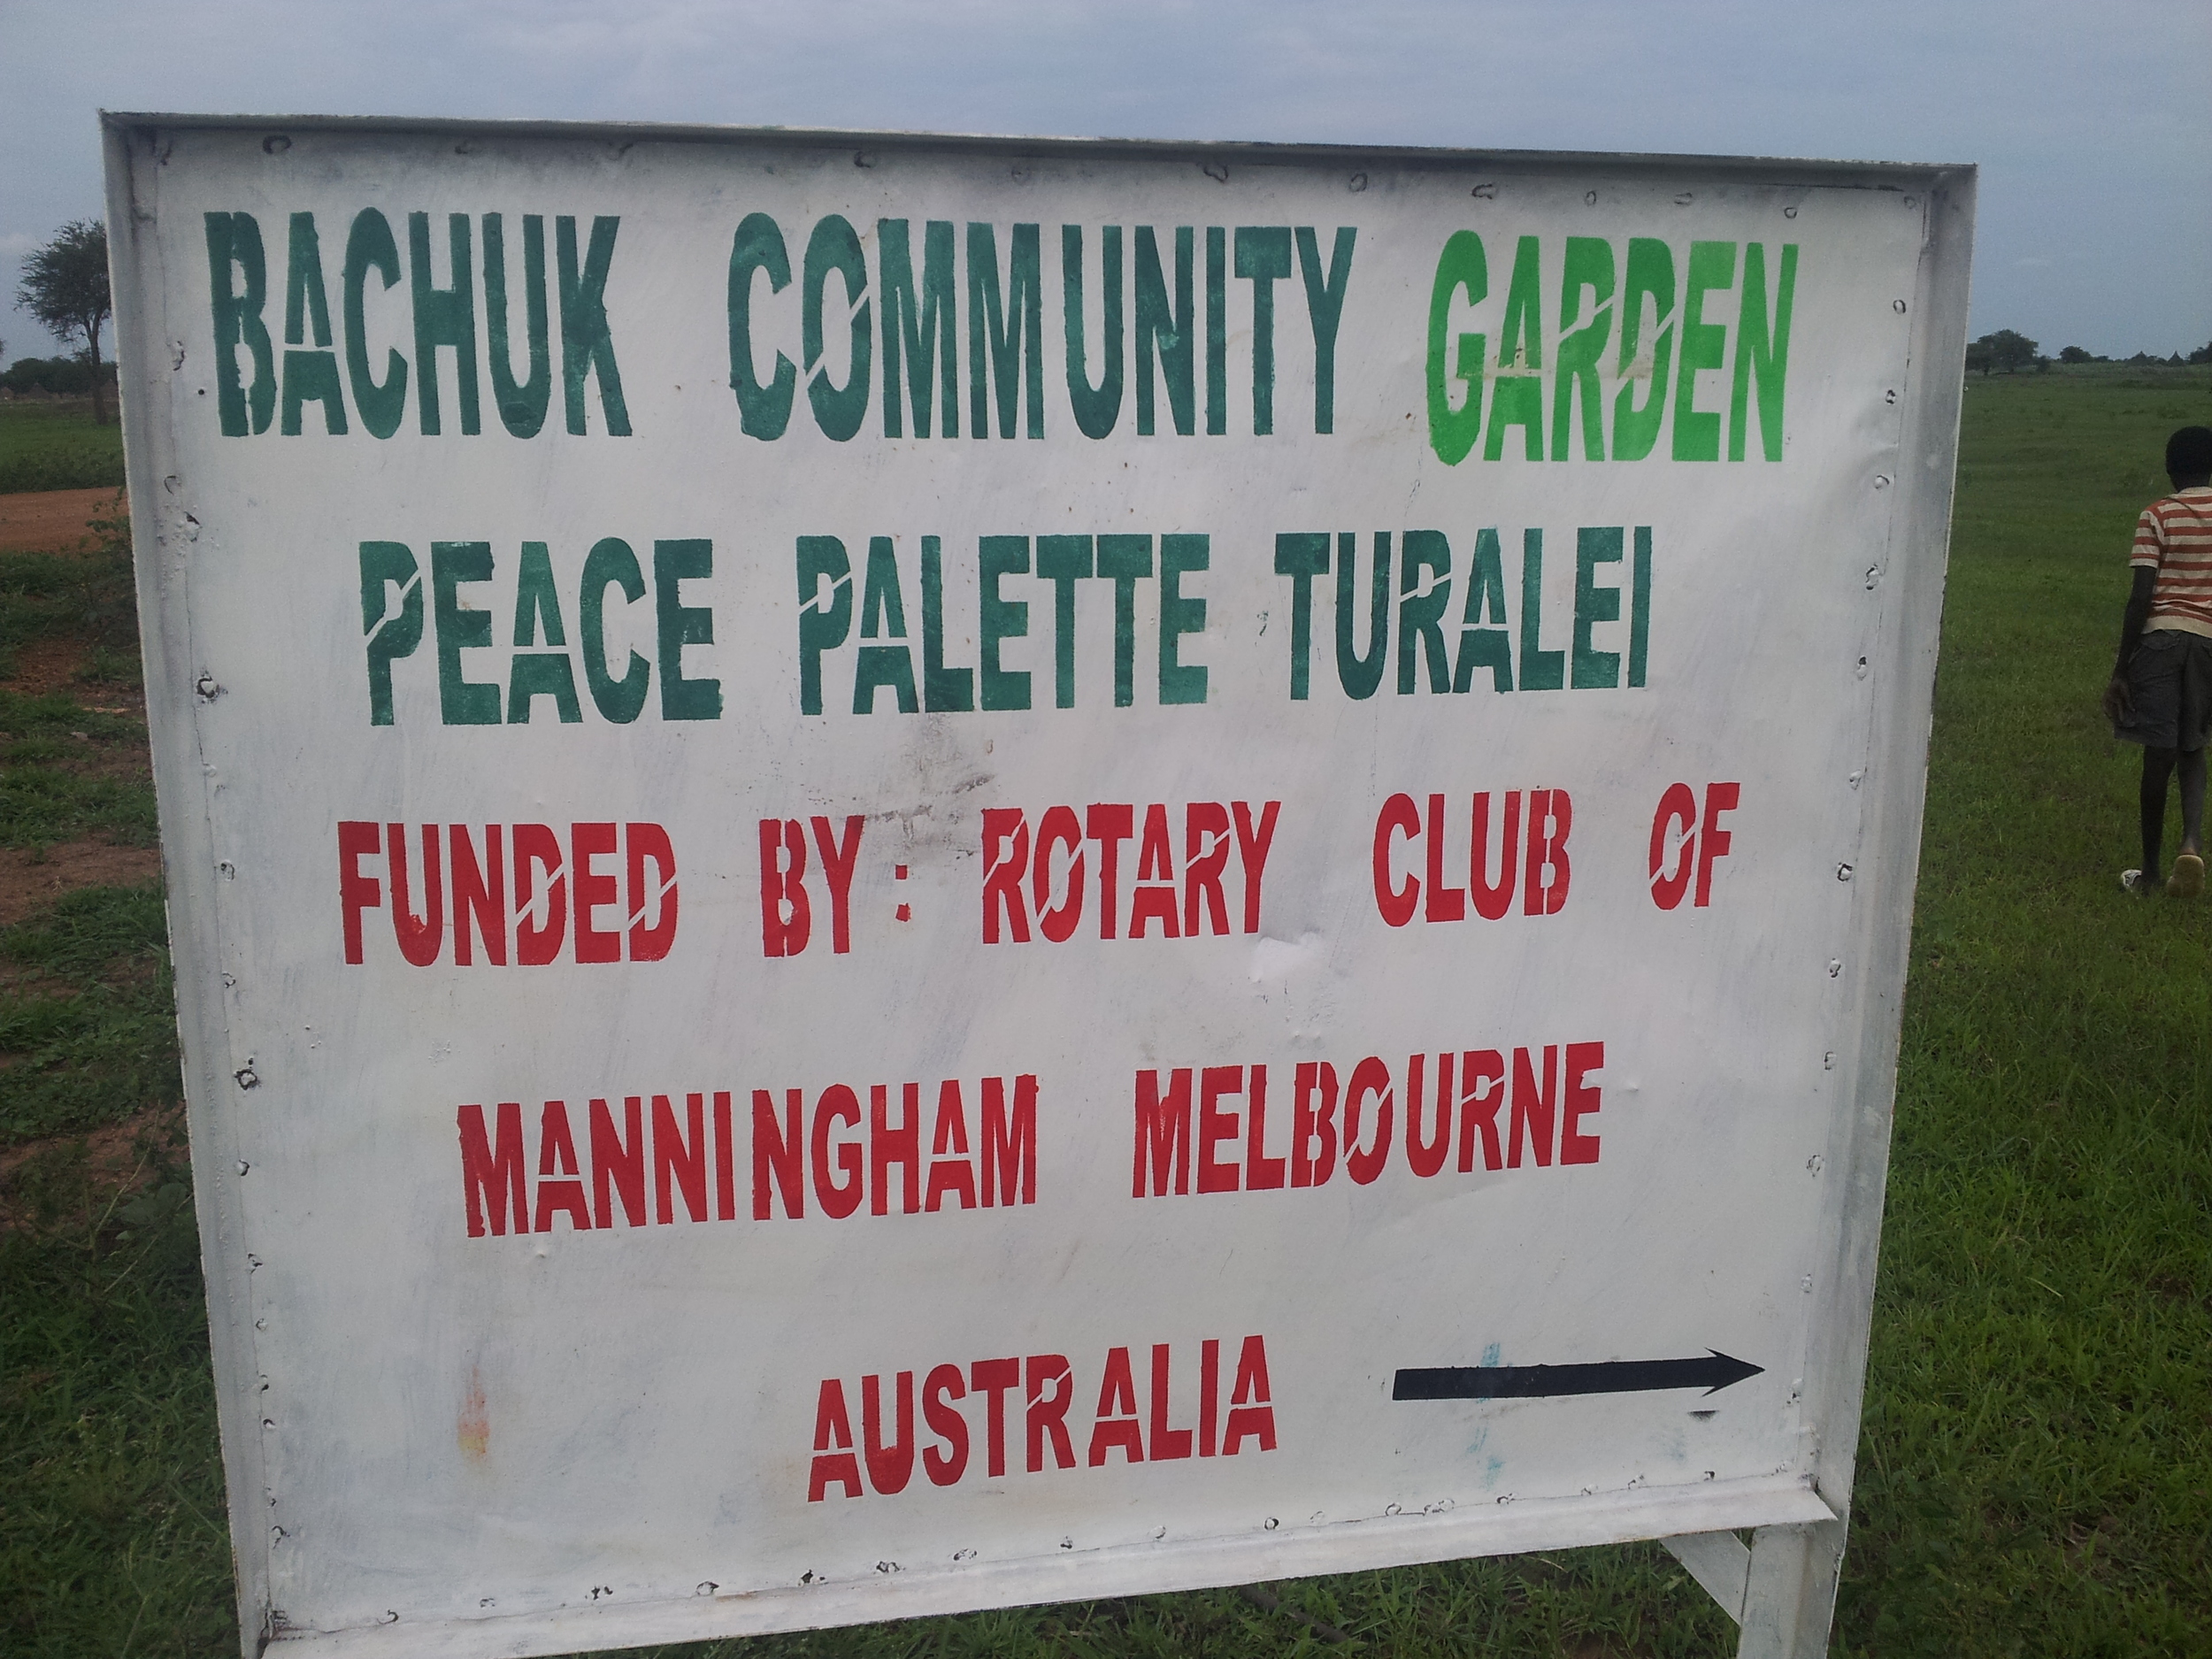 BACHUK COMMUNITY GARDEN
PEACE PALETTE TURALEI
FUNDED BY: ROTARY CLUB OF
MANNINGHAM MELBOURNE
AUSTRALIA